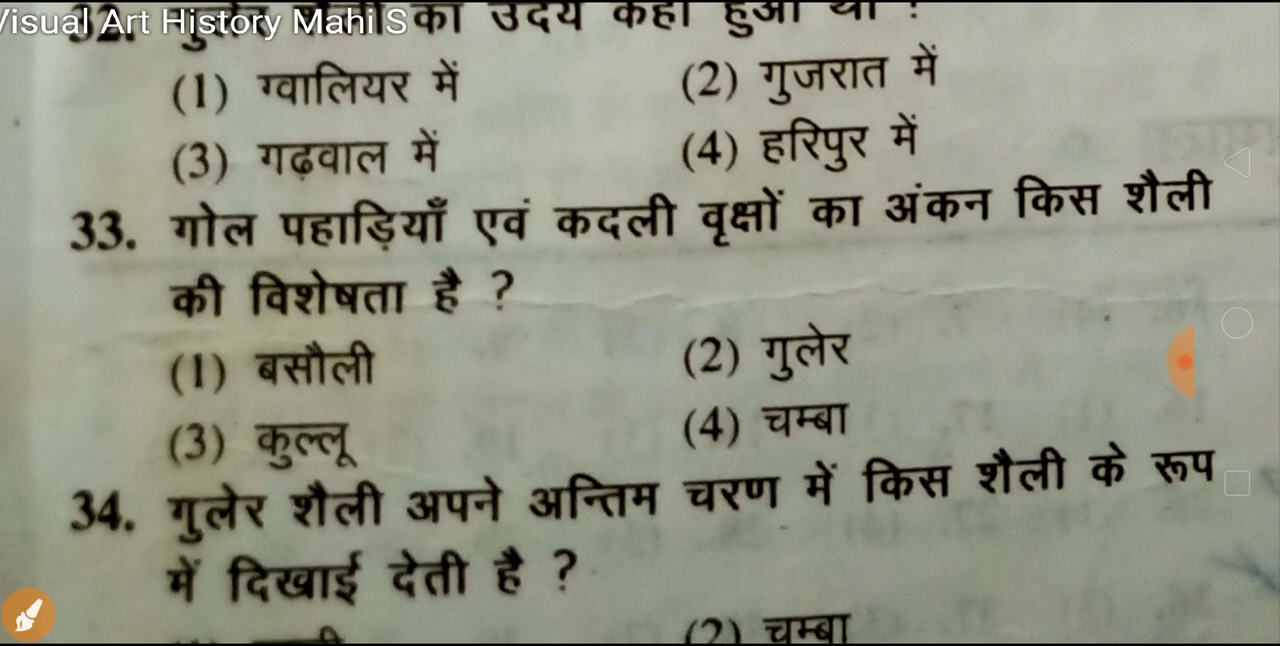 Visual Art History Mahi S
32. गुलेर शैली का उदय कहाँ हुआ था ?
(1) ग्वालियर में (2) गुजरात में
(3) गढ़वाल में (4) हरिपुर में
33. गोल पहाड़ियाँ एवं कदली वृक्षों का अंकन किस शैली
की विशेषता है ?
(1) बसौली (2) गुलेर
(3) कुल्लू (4) चम्बा
34. गुलेर शैली अपने अन्तिम चरण में किस शैली के रूप
में दिखाई देती है ?
(2) चम्बा